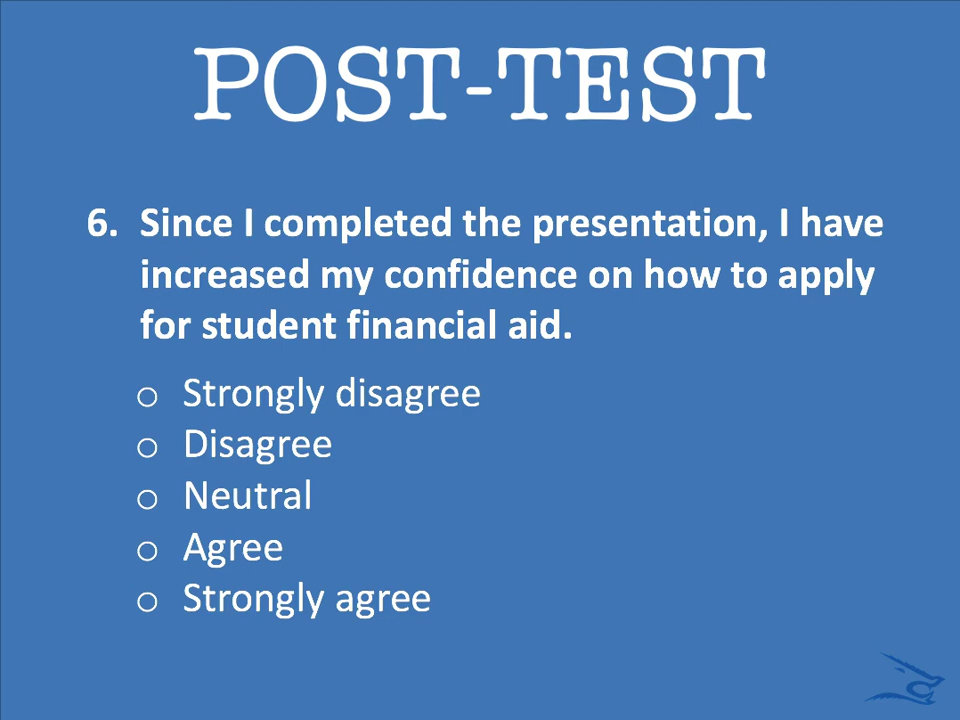 POST-TEST
6. Since I completed the presentation, I have
increased my confidence on how to apply
for student financial aid.
o Strongly disagree
o Disagree
o Neutral
o Agree
o Strongly agree